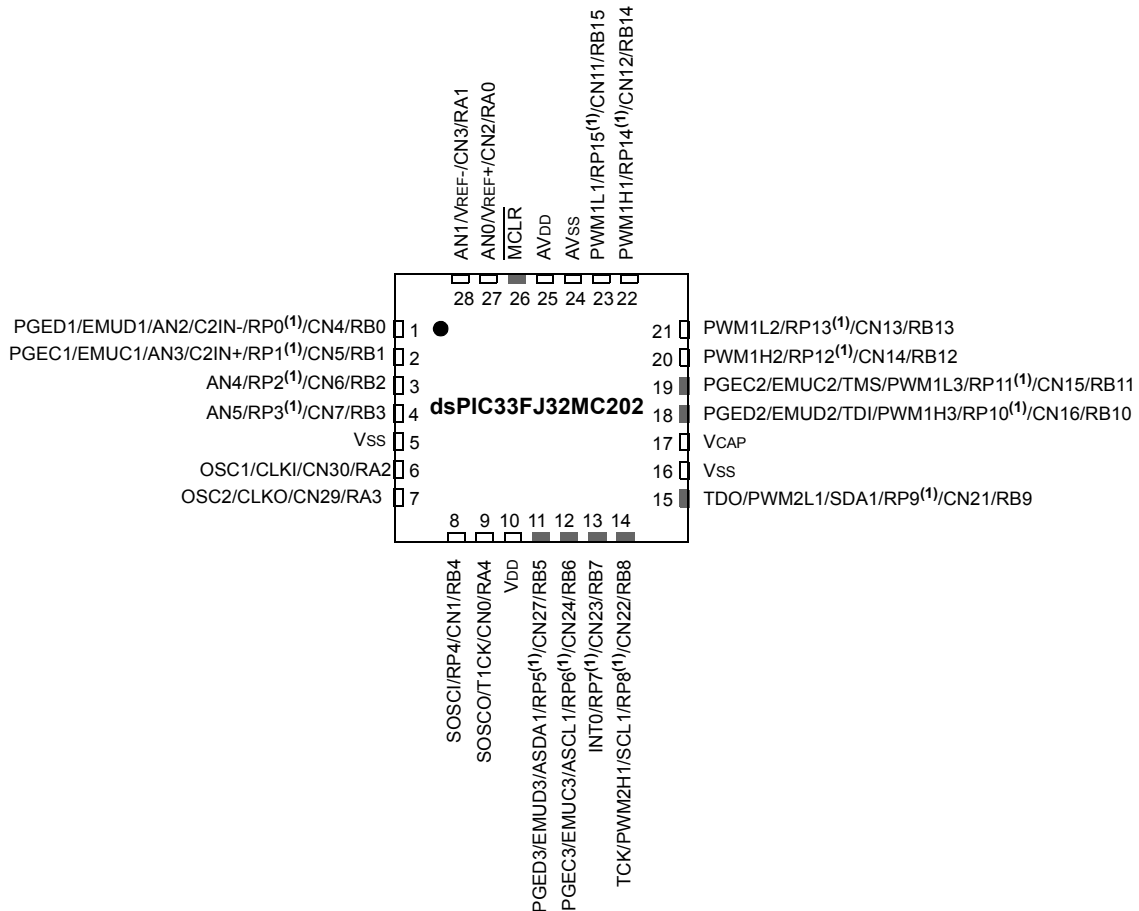 AN1/VREF-/CN3/RA1
AN0/VREF+/CN2/RA0
MCLR
AVDD
AVSS
PWM1L1/RP15(1)/CN11/RB15
PWM1H1/RP14(1)/CN12/RB14
28 27 26 25 24 23 22
PGED1/EMUD1/AN2/C2IN-/RP0(1)/CN4/RB0 1
PGEC1/EMUC1/AN3/C2IN+/RP1(1)/CN5/RB1 2
AN4/RP2(1)/CN6/RB2 3
AN5/RP3(1)/CN7/RB3 4
VSS 5
OSC1/CLKI/CN30/RA2 6
OSC2/CLKO/CN29/RA3 7
dsPIC33FJ32MC202
21 PWM1L2/RP13(1)/CN13/RB13
20 PWM1H2/RP12(1)/CN14/RB12
19 PGEC2/EMUC2/TMS/PWM1L3/RP11(1)/CN15/RB11
18 PGED2/EMUD2/TDI/PWM1H3/RP10(1)/CN16/RB10
17 VCAP
16 VSS
15 TDO/PWM2L1/SDA1/RP9(1)/CN21/RB9
8 9 10 11 12 13 14
SOSCI/RP4/CN1/RB4
SOSCO/T1CK/CN0/RA4
VDD
PGED3/EMUD3/ASDA1/RP5(1)/CN27/RB5
PGEC3/EMUC3/ASCL1/RP6(1)/CN24/RB6
INT0/RP7(1)/CN23/RB7
TCK/PWM2H1/SCL1/RP8(1)/CN22/RB8